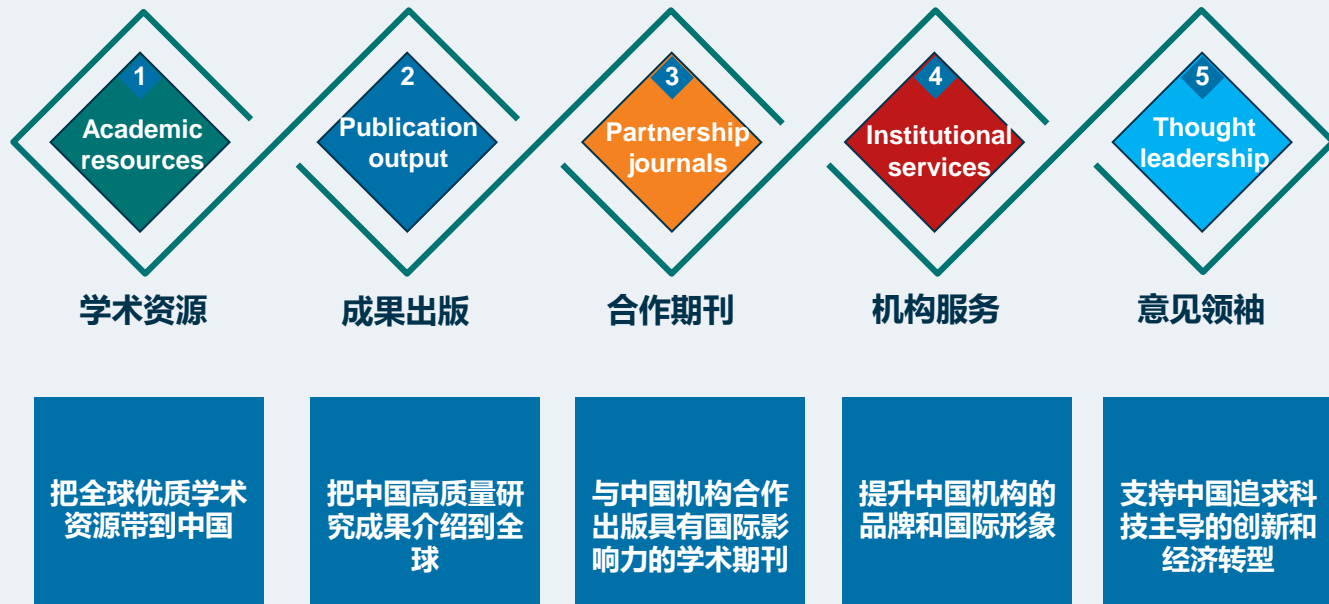 1
Academic
resources
2
Publication
output
3
Partnership
journals
4
Institutional
services
5
Thought
leadership
学术资源
成果出版
合作期刊
机构服务
意见领袖
把全球优质学术
资源带到中国
把中国高质量研
究成果介绍到全
球
与中国机构合作
出版具有国际影
响力的学术期刊
提升中国机构的
品牌和国际形象
支持中国追求科
技主导的创新和
经济转型